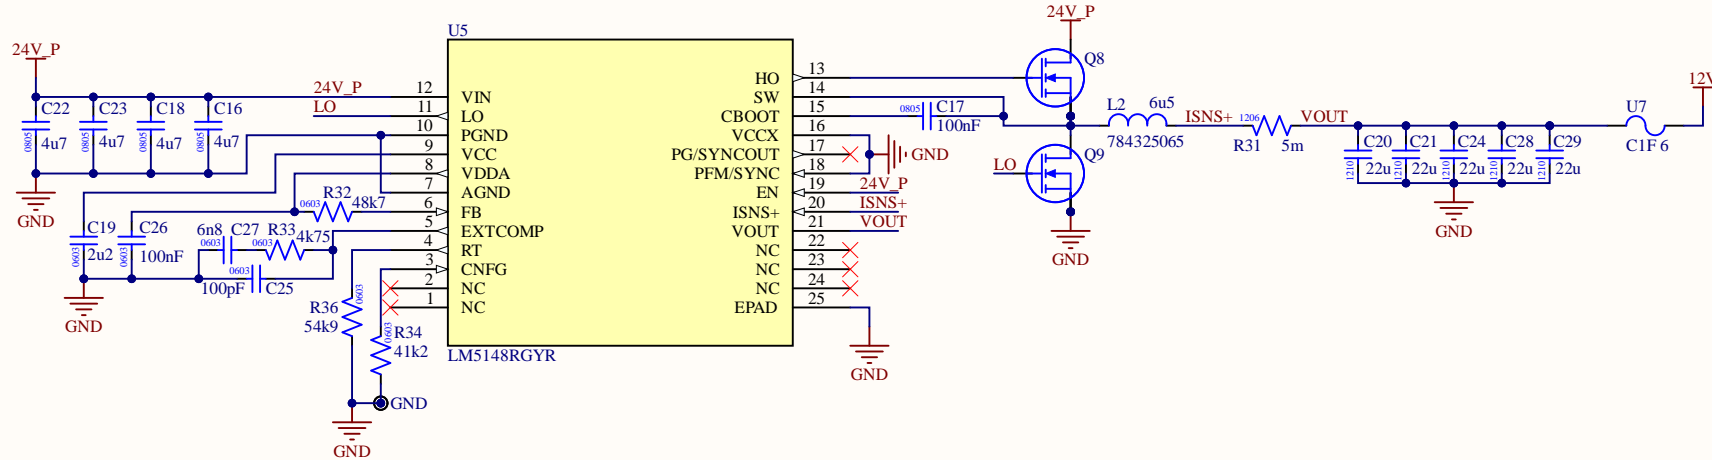 24V_P
C22
0805
4u7
C23
0805
4u7
C18
0805
4u7
C16
0805
4u7
GND
24V_P
LO
U5
12 VIN
11 LO
10 PGND
9 VCC
8 VDDA
7 AGND
6 FB
5 EXTCOMP
4 RT
3 CNFG
2 NC
1 NC
HO 13
SW 14
CBOOT 15
VCCX 16
PG/SYNCOUT 17
PFM/SYNC 18
EN 19
ISNS+ 20
VOUT 21
NC 22
NC 23
NC 24
EPAD 25
LM5148RGYR
0603 R32
48k7
C19
0603
2u2
C26
0603
100nF
6n8 C27
0603
R33
0603
4k75
0603
100pF C25
GND
R36
0603
54k9
R34
0603
41k2
GND
GND
0805 C17
100nF
GND
24V_P
ISNS+
VOUT
GND
24V_P
Q8
LO
Q9
GND
L2 6u5
784325065
ISNS+
1206
R31 5m
VOUT
C20
1210
22u
C21
1210
22u
C24
1210
22u
C28
1210
22u
C29
1210
22u
GND
U7
C1F 6